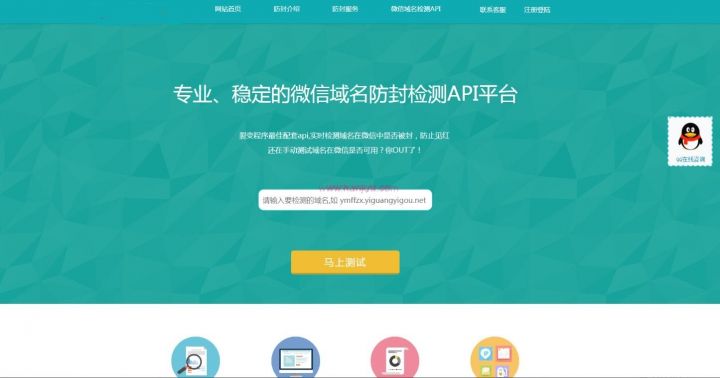 网站首页 防封介绍 防封服务 微信域名检测API 联系客服 注册登陆
专业、稳定的微信域名防封检测API平台
裂变程序最佳配套api,实时检测域名在微信中是否被封，防止见红
还在手动测试域名在微信是否可用？你OUT了！
请输入要检测的域名,如 ymffzx.yiguangyigou.net
马上测试
qq在线咨询